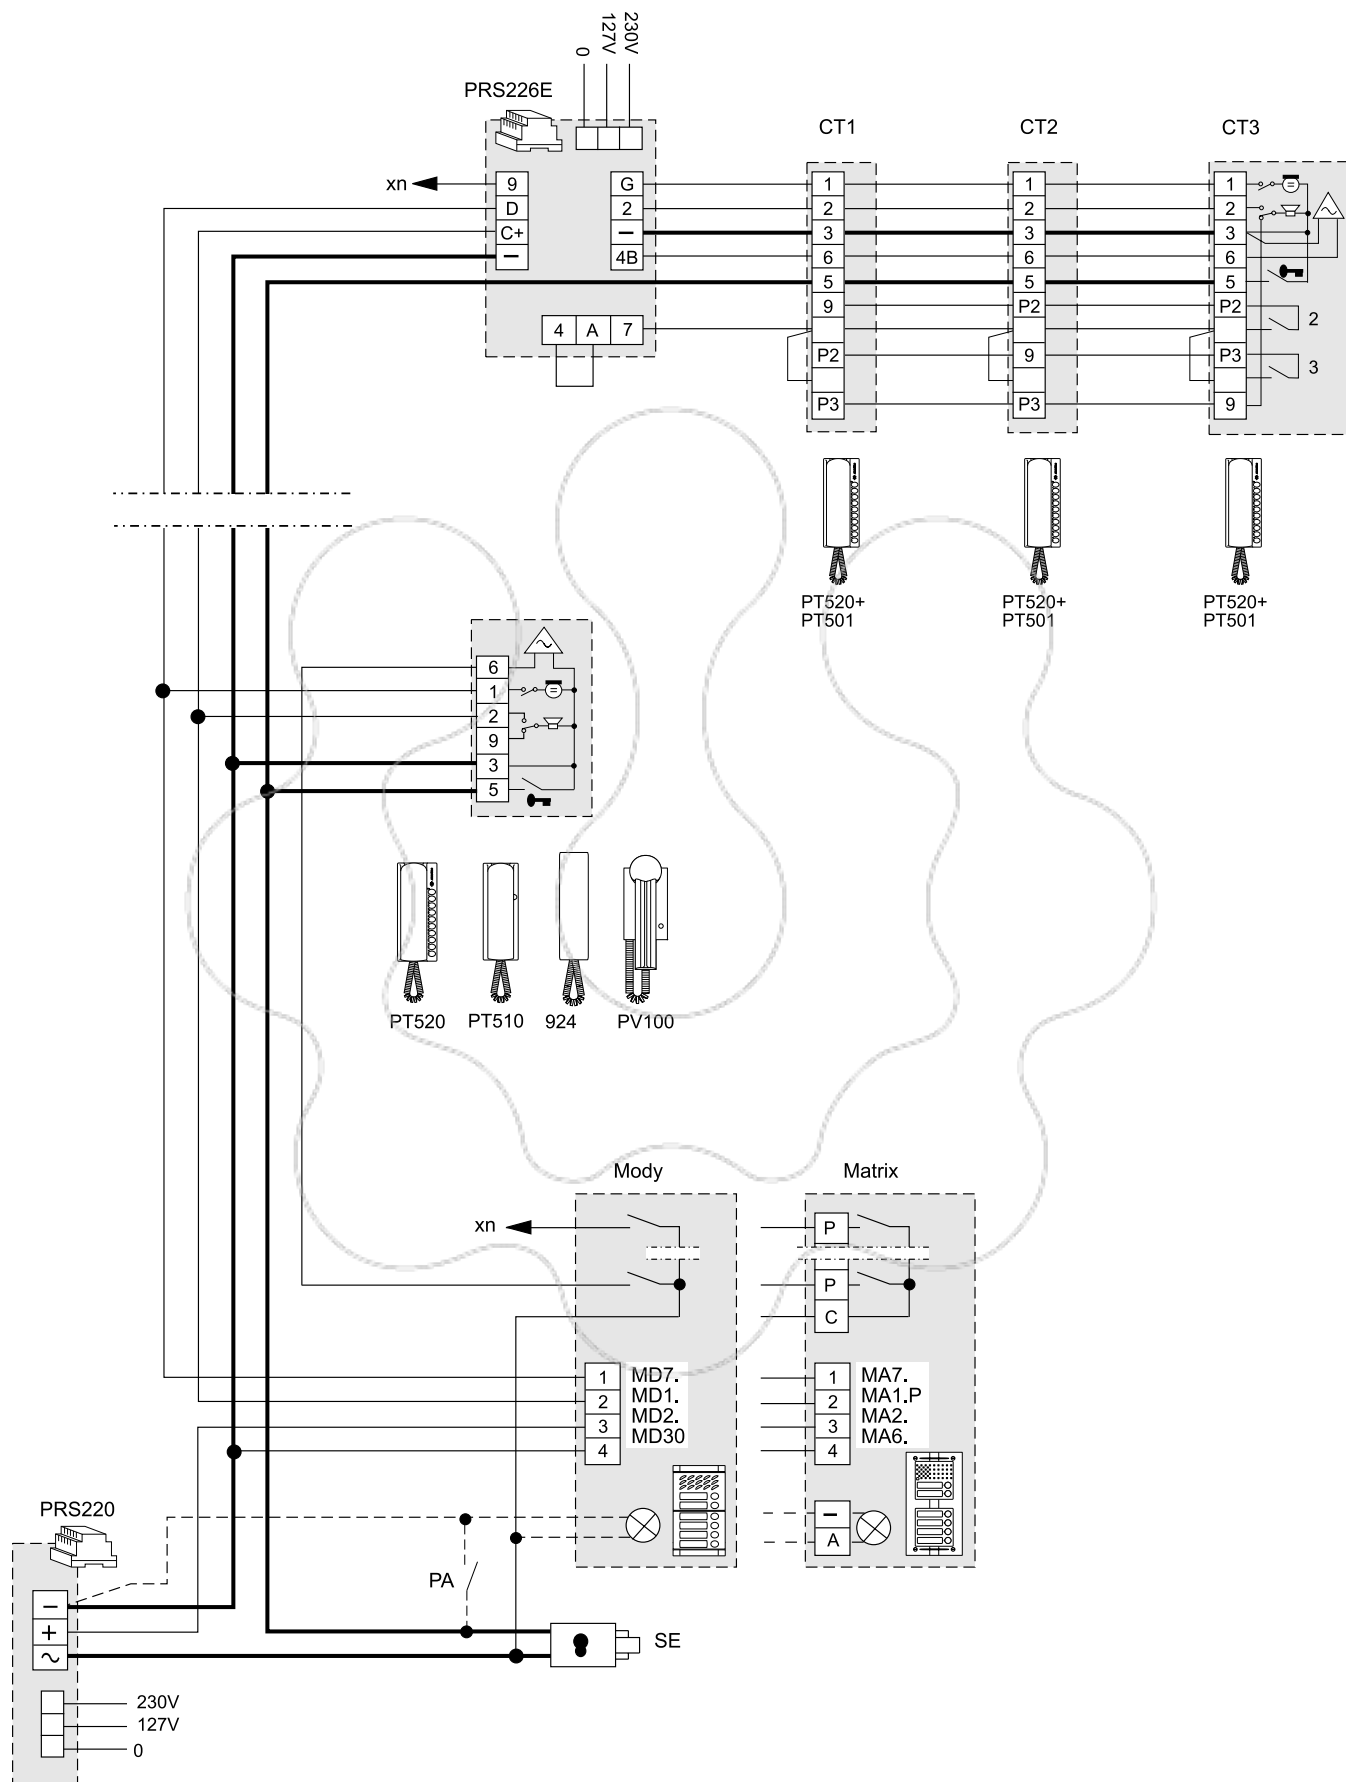 0
127V
230V
PRS226E
CT1
CT2
CT3
xn
9
D
C+
–
G
2
–
4B
4 A 7
1
2
3
6
5
9
P2
P3
1
2
3
6
5
P2
9
P3
1
2
3
6
5
P2
P3
9
2
3
PT520+
PT501
PT520+
PT501
PT520+
PT501
6
1
2
9
3
5
PT520
PT510
924
PV100
Mody
Matrix
xn
P
P
C
1
2
3
4
MD7.
MD1.
MD2.
MD30
1
2
3
4
MA7.
MA1.P
MA2.
MA6.
–
A
PRS220
PA
–
+
~
SE
230V
127V
0